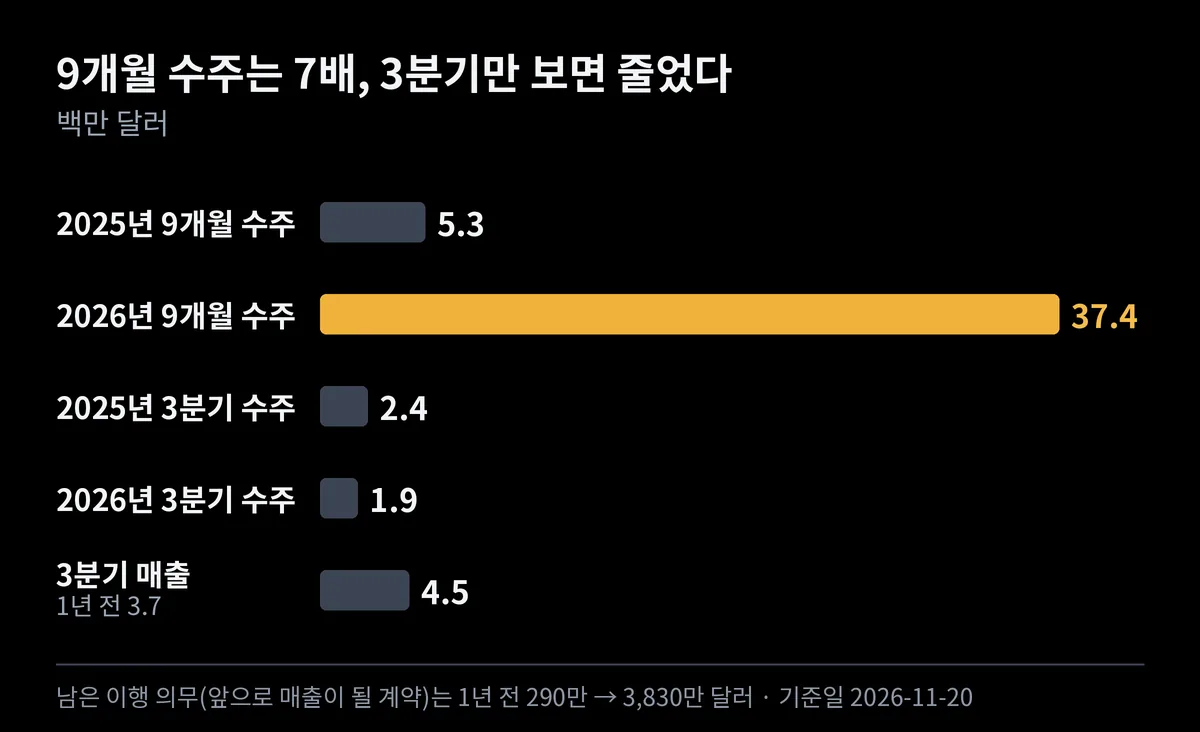 9개월 수주는 7배, 3분기만 보면 줄었다
백만 달러
2025년 9개월 수주 5.3
2026년 9개월 수주 37.4
2025년 3분기 수주 2.4
2026년 3분기 수주 1.9
3분기 매출 4.5
1년 전 3.7
남은 이행 의무(앞으로 매출이 될 계약)는 1년 전 290만 → 3,830만 달러 · 기준일 2026-11-20